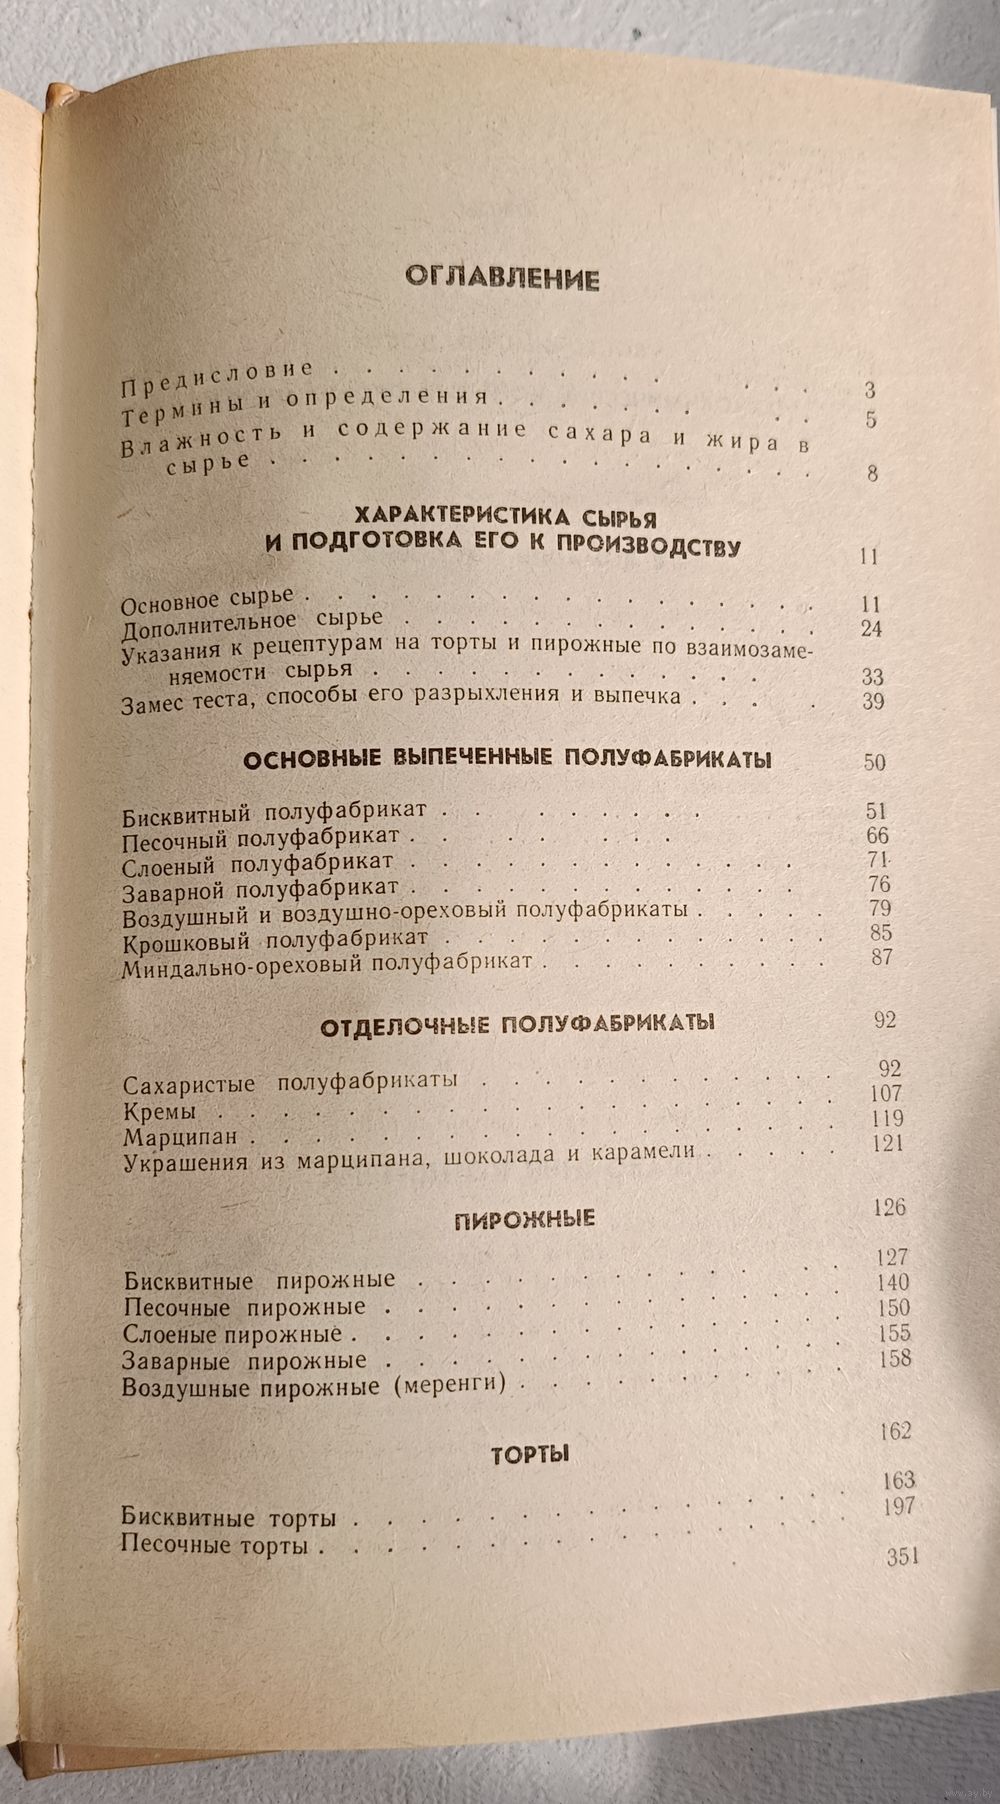 ОГЛАВЛЕНИЕ
Предисловие . . . . . . . . . . . . . . 3
Термины и определения . . . . . . . . . 5
Влажность и содержание сахара и жира в
сырье . . . . . . . . . . . . . . . . . 8
ХАРАКТЕРИСТИКА СЫРЬЯ
И ПОДГОТОВКА ЕГО К ПРОИЗВОДСТВУ 11
Основное сырье . . . . . . . . . . . . . . . . 11
Дополнительное сырье . . . . . . . . . . . . . 24
Указания к рецептурам на торты и пирожные по взаимозаме-
няемости сырья . . . . . . . . . . . . 33
Замес теста, способы его разрыхления и выпечка . . . . 39
ОСНОВНЫЕ ВЫПЕЧЕННЫЕ ПОЛУФАБРИКАТЫ 50
Бисквитный полуфабрикат . . . . . . . . 51
Песочный полуфабрикат . . . . . . . . 66
Слоеный полуфабрикат . . . . . . . . . . . . 71
Заварной полуфабрикат . . . . . . . . . . . . 76
Воздушный и воздушно-ореховый полуфабрикаты . . . . . 79
Крошковый полуфабрикат . . . . . . . . . . . . 85
Миндально-ореховый полуфабрикат . . . . . . . . . 87
ОТДЕЛОЧНЫЕ ПОЛУФАБРИКАТЫ 92
Сахаристые полуфабрикаты . . . . . . . . . . . 92
Кремы . . . . . . . . . . . . . . . . . . . 107
Марципан . . . . . . . . . . . . . . . . . . 119
Украшения из марципана, шоколада и карамели . . . . . 121
ПИРОЖНЫЕ 126
Бисквитные пирожные . . . . . . . . . . . . 127
Песочные пирожные . . . . . . . . . . . . . . 140
Слоеные пирожные . . . . . . . . . . . . . . . 150
Заварные пирожные . . . . . . . . . . . . . . 155
Воздушные пирожные (меренги) . . . . . . . . . . 158
ТОРТЫ 162
Бисквитные торты . . . . . . . . . . . . . . . 163
Песочные торты . . . . . . . . . . . . . . . . 197
351
www.ay.by